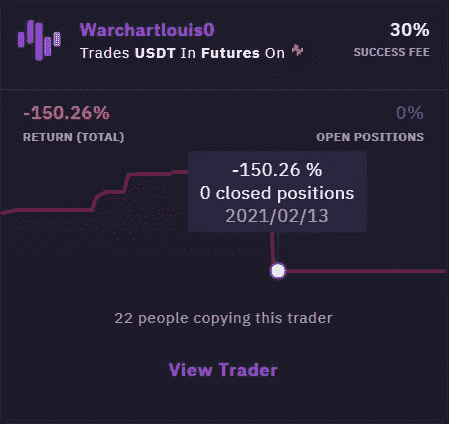 Warchartlouis0
30%
Trades USDT In Futures On
SUCCESS FEE
-150.26%
0%
RETURN (TOTAL)
OPEN POSITIONS
-150.26 %
0 closed positions
2021/02/13
22 people copying this trader
View Trader